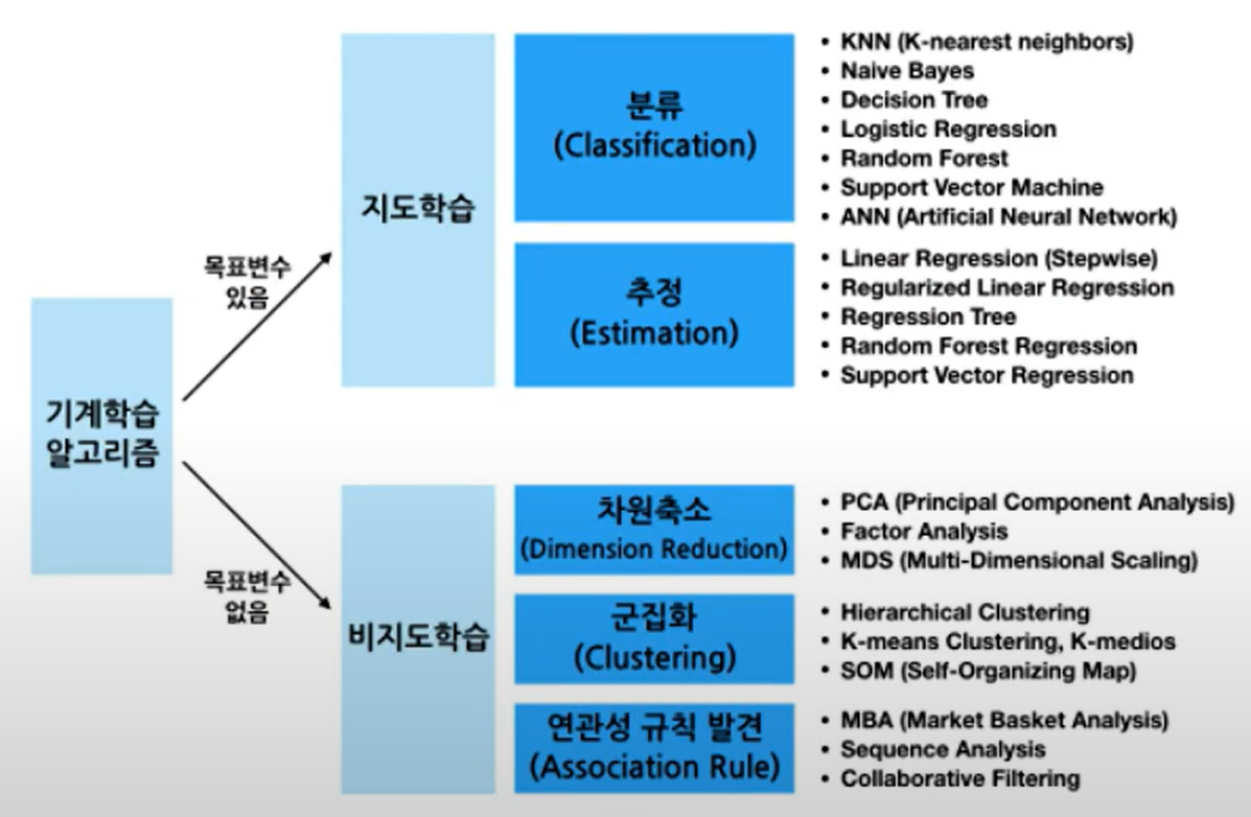 기계학습
알고리즘
목표변수
있음
지도학습
분류
(Classification)
• KNN (K-nearest neighbors)
• Naive Bayes
• Decision Tree
• Logistic Regression
• Random Forest
• Support Vector Machine
• ANN (Artificial Neural Network)
추정
(Estimation)
• Linear Regression (Stepwise)
• Regularized Linear Regression
• Regression Tree
• Random Forest Regression
• Support Vector Regression
목표변수
없음
비지도학습
차원축소
(Dimension Reduction)
• PCA (Principal Component Analysis)
• Factor Analysis
• MDS (Multi-Dimensional Scaling)
군집화
(Clustering)
• Hierarchical Clustering
• K-means Clustering, K-medios
• SOM (Self-Organizing Map)
연관성 규칙 발견
(Association Rule)
• MBA (Market Basket Analysis)
• Sequence Analysis
• Collaborative Filtering